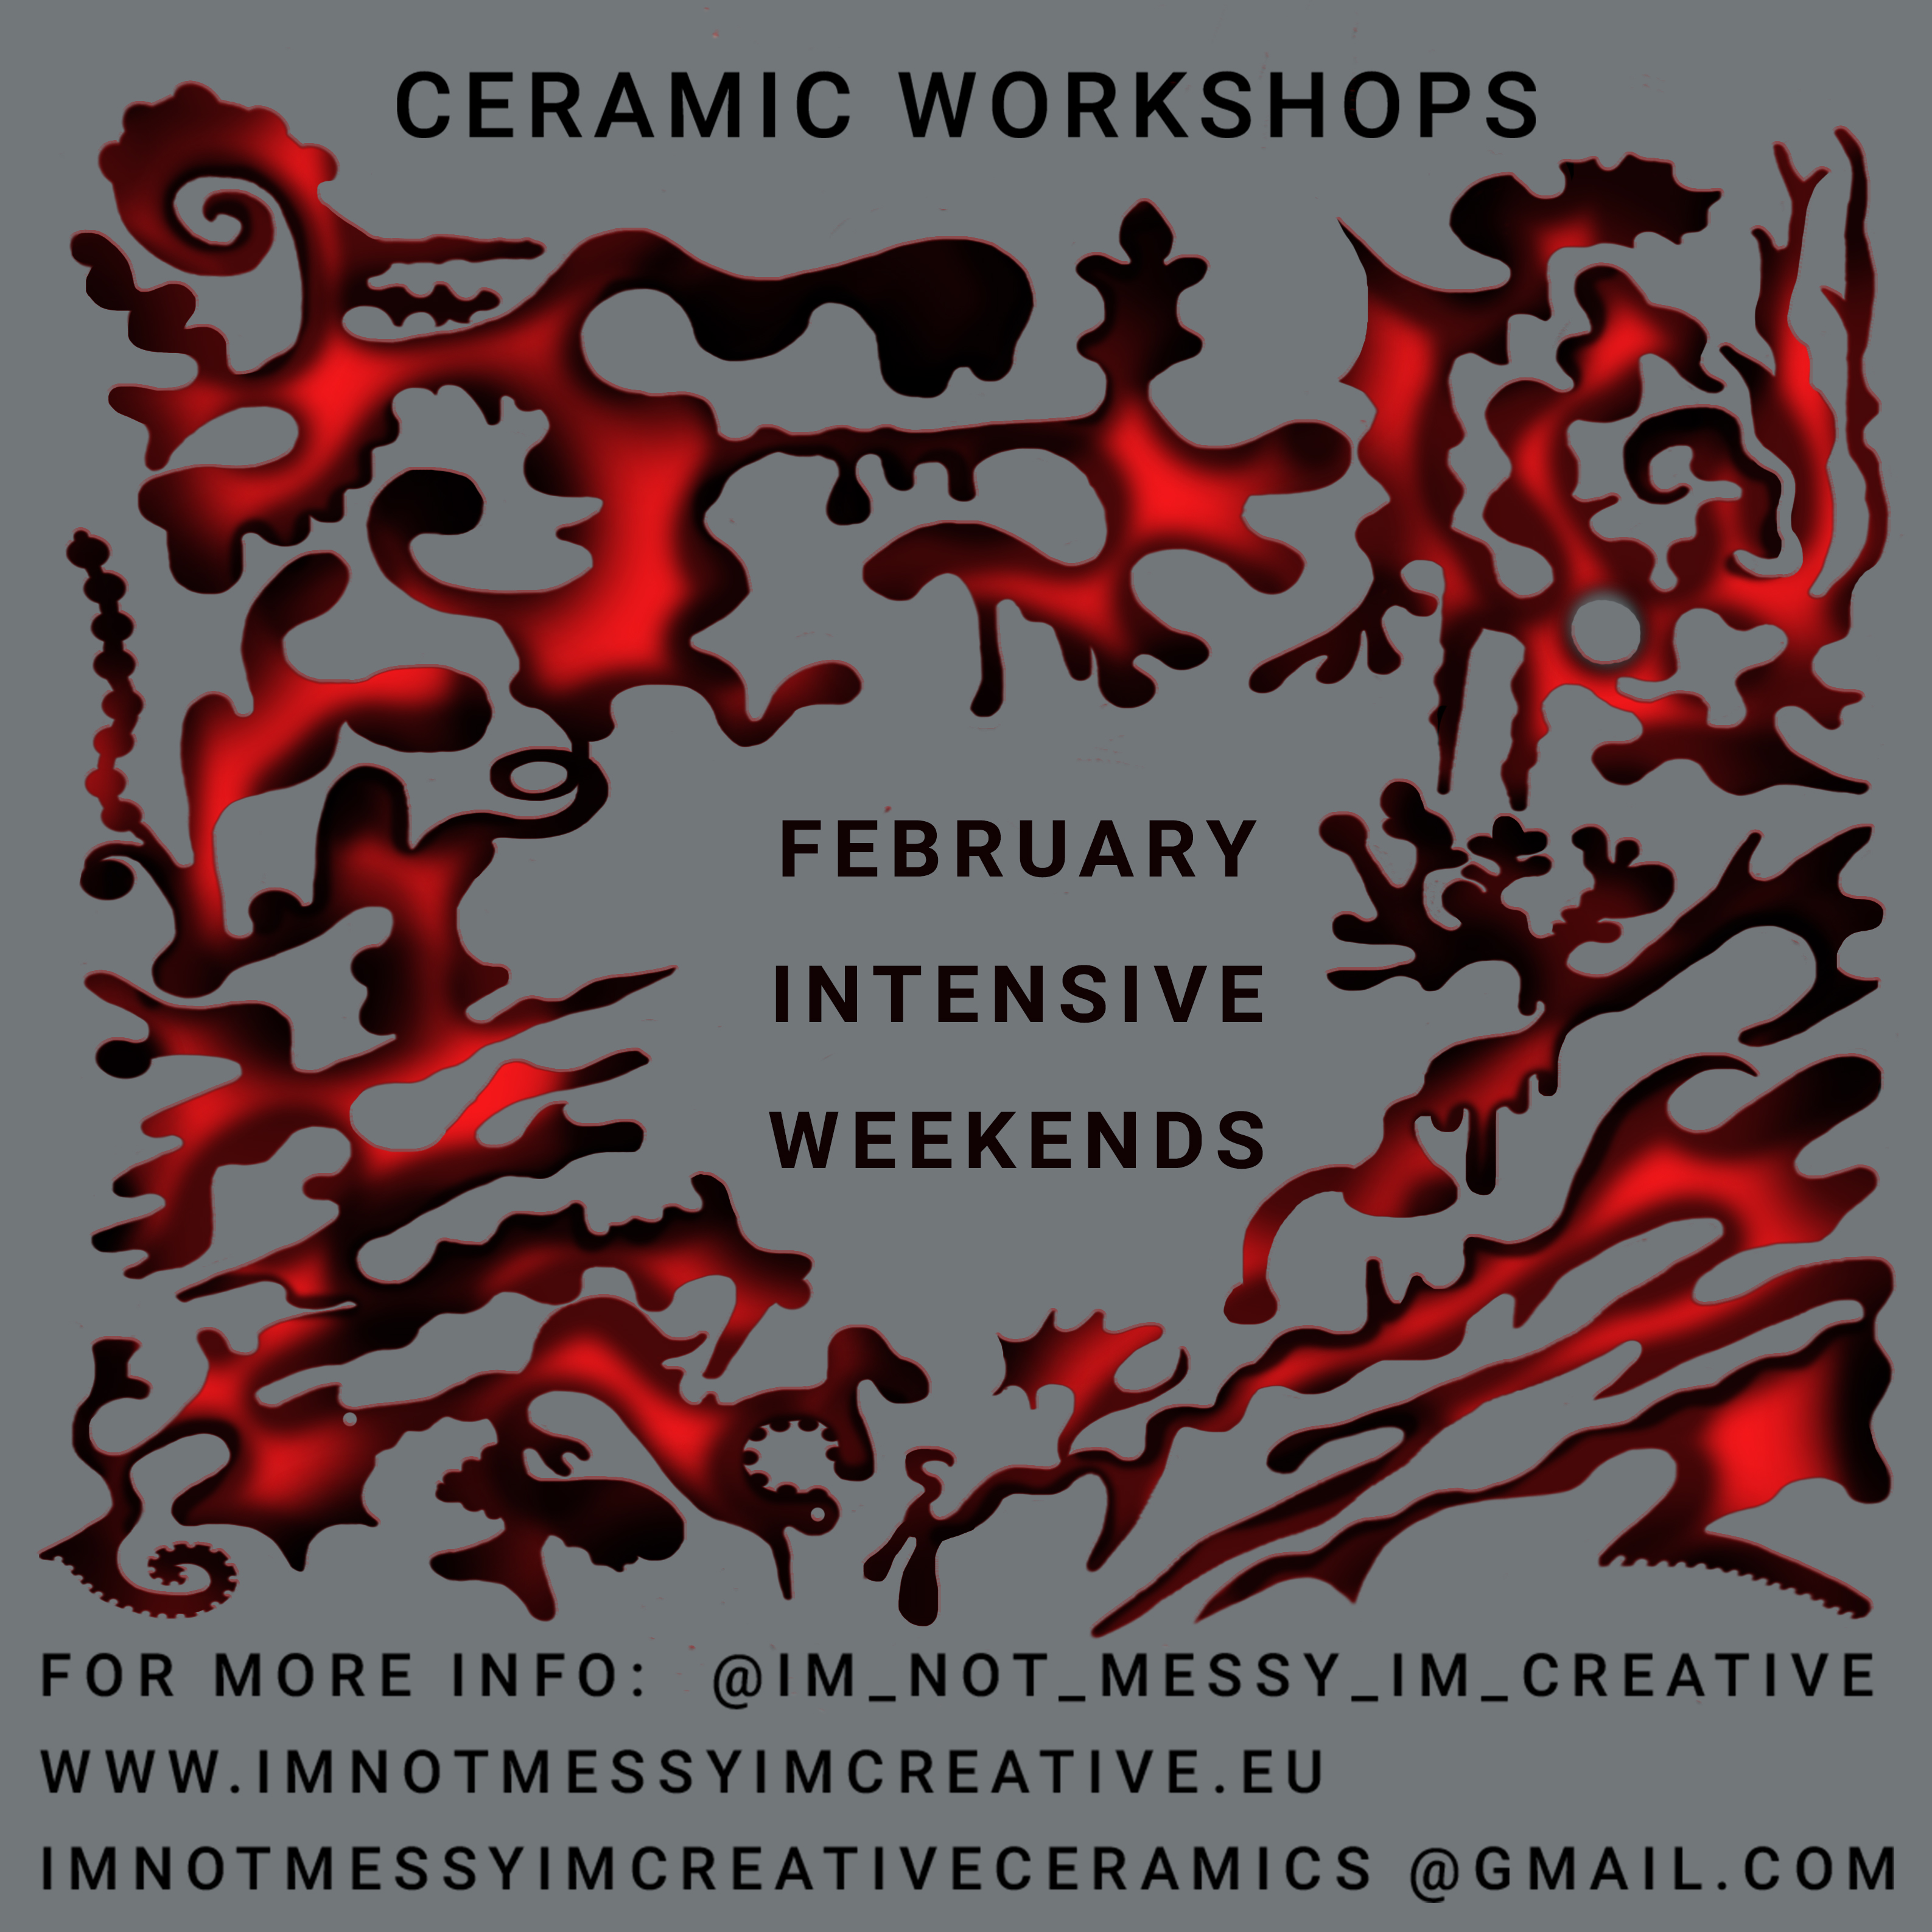 CERAMIC WORKSHOPS
FEBRUARY
INTENSIVE
WEEKENDS
FOR MORE INFO: @IM_NOT_MESSY_IM_CREATIVE
WWW.IMNOTMESSYIMCREATIVE.EU
IMNOTMESSYIMCREATIVECERAMICS @GMAIL.COM